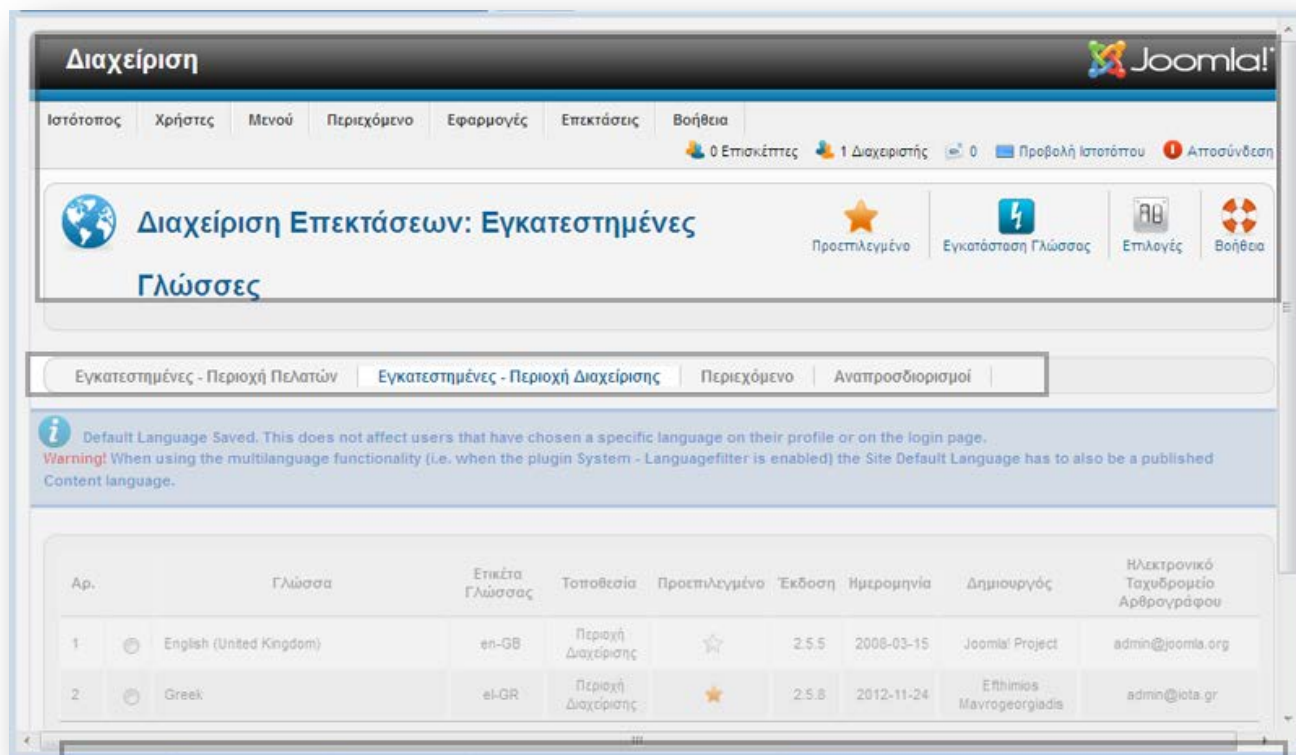 Διαχείριση
Joomla!
Ιστότοπος Χρήστες Μενού Περιεχόμενο Εφαρμογές Επεκτάσεις Βοήθεια
0 Επισκέπτες 1 Διαχειριστής 0 Προβολή Ιστοτόπου Αποσύνδεση
Διαχείριση Επεκτάσεων: Εγκατεστημένες
Γλώσσες
Προεπιλεγμένο Εγκατάσταση Γλώσσας Επιλογές Βοήθεια
Εγκατεστημένες - Περιοχή Πελατών Εγκατεστημένες - Περιοχή Διαχείρισης Περιεχόμενο Αναπροσδιορισμοί
Default Language Saved. This does not affect users that have chosen a specific language on their profile or on the login page.
Warning! When using the multilanguage functionality (i.e. when the plugin System - Languagefilter is enabled) the Site Default Language has to also be a published
Content language.
Αρ. Γλώσσα Ετικέτα Γλώσσας Τοποθεσία Προεπιλεγμένο Έκδοση Ημερομηνία Δημιουργός Ηλεκτρονικό Ταχυδρομείο Αρθρογράφου
1 English (United Kingdom) en-GB Περιοχή Διαχείρισης 2.5.5 2008-03-15 Joomla! Project admin@joomla.org
2 Greek el-GR Περιοχή Διαχείρισης 2.5.8 2012-11-24 Efthimios Mavrogeorgiadis admin@iota.gr